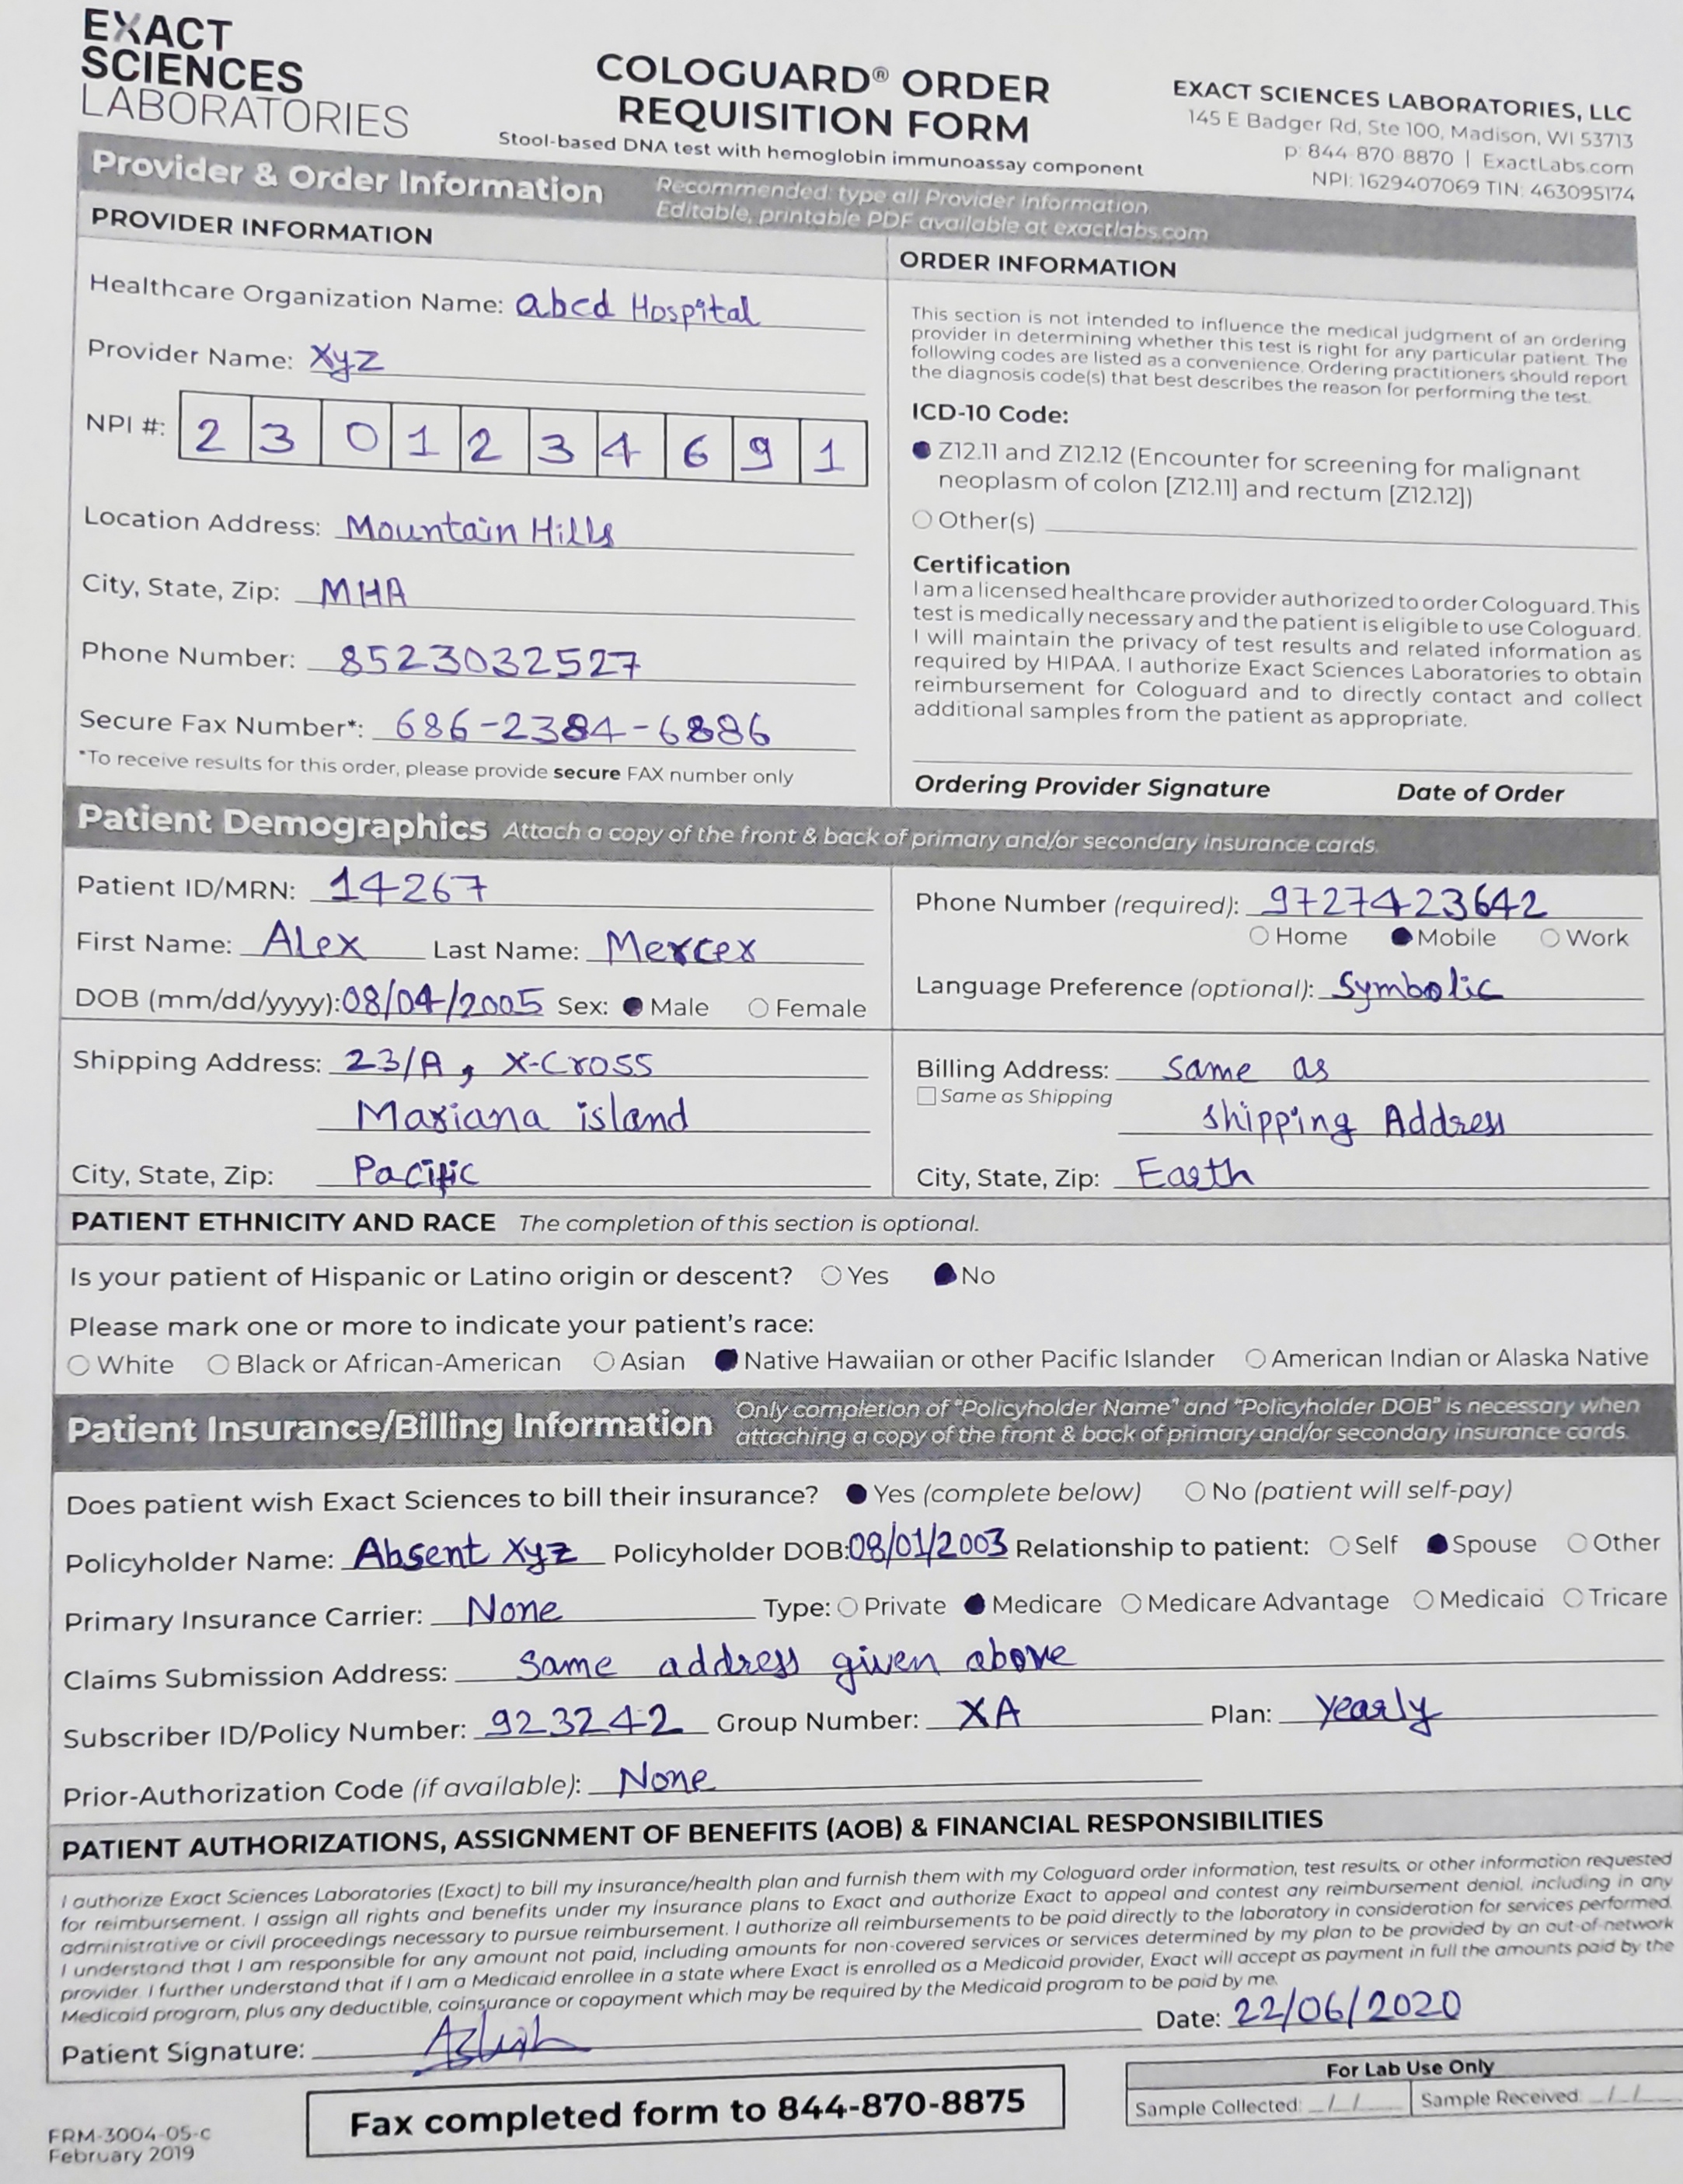 EXACT
SCIENCES
LABORATORIES
COLOGUARD® ORDER
REQUISITION FORM
Stool-based DNA test with hemoglobin immunoassay component
EXACT SCIENCES LABORATORIES, LLC
145 E Badger Rd, Ste 100, Madison, WI 53713
p: 844-870-8870 | ExactLabs.com
NPI: 1629407069 TIN: 463095174
Provider & Order Information
Recommended: type all Provider Information
Editable, printable PDF available at exactlabs.com
PROVIDER INFORMATION
Healthcare Organization Name: abcd Hospital
Provider Name: Xyz
NPI #: 2 3 0 1 2 3 4 6 9 1
Location Address: Mountain Hills
City, State, Zip: MHA
Phone Number: 8523032527
Secure Fax Number*: 686-2384-6886
*To receive results for this order, please provide secure FAX number only
ORDER INFORMATION
This section is not intended to influence the medical judgment of an ordering
provider in determining whether this test is right for any particular patient. The
following codes are listed as a convenience. Ordering practitioners should report
the diagnosis code(s) that best describes the reason for performing the test.
ICD-10 Code:
Z12.11 and Z12.12 (Encounter for screening for malignant
neoplasm of colon [Z12.11] and rectum [Z12.12])
Other(s)
Certification
I am a licensed healthcare provider authorized to order Cologuard. This
test is medically necessary and the patient is eligible to use Cologuard.
I will maintain the privacy of test results and related information as
required by HIPAA. I authorize Exact Sciences Laboratories to obtain
reimbursement for Cologuard and to directly contact and collect
additional samples from the patient as appropriate.
Ordering Provider Signature Date of Order
Patient Demographics Attach a copy of the front & back of primary and/or secondary insurance cards.
Patient ID/MRN: 14267
First Name: Alex Last Name: Mercer
DOB (mm/dd/yyyy): 08/04/2005 Sex: Male Female
Phone Number (required): 9727423642
Home Mobile Work
Language Preference (optional): Symbolic
Shipping Address: 23/A, X-Cross
Mariana island
City, State, Zip: Pacific
Billing Address: Same as
Same as Shipping
Shipping Address
City, State, Zip: Earth
PATIENT ETHNICITY AND RACE The completion of this section is optional.
Is your patient of Hispanic or Latino origin or descent? Yes No
Please mark one or more to indicate your patient's race:
White Black or African-American Asian Native Hawaiian or other Pacific Islander American Indian or Alaska Native
Patient Insurance/Billing Information
Only completion of "Policyholder Name" and "Policyholder DOB" is necessary when
attaching a copy of the front & back of primary and/or secondary insurance cards.
Does patient wish Exact Sciences to bill their insurance? Yes (complete below) No (patient will self-pay)
Policyholder Name: Absent Xyz Policyholder DOB: 08/01/2003 Relationship to patient: Self Spouse Other
Primary Insurance Carrier: None Type: Private Medicare Medicare Advantage Medicaid Tricare
Claims Submission Address: Same address given above
Subscriber ID/Policy Number: 923242 Group Number: XA Plan: Yearly
Prior-Authorization Code (if available): None
PATIENT AUTHORIZATIONS, ASSIGNMENT OF BENEFITS (AOB) & FINANCIAL RESPONSIBILITIES
I authorize Exact Sciences Laboratories (Exact) to bill my insurance/health plan and furnish them with my Cologuard order information, test results, or other information requested
for reimbursement. I assign all rights and benefits under my insurance plans to Exact and authorize Exact to appeal and contest any reimbursement denial, including in any
administrative or civil proceedings necessary to pursue reimbursement. I authorize all reimbursements to be paid directly to the laboratory in consideration for services performed.
I understand that I am responsible for any amount not paid, including amounts for non-covered services or services determined by my plan to be provided by an out-of-network
provider. I further understand that if I am a Medicaid enrollee in a state where Exact is enrolled as a Medicaid provider, Exact will accept as payment in full the amounts paid by the
Medicaid program, plus any deductible, coinsurance or copayment which may be required by the Medicaid program to be paid by me.
Patient Signature: Date: 22/06/2020
Fax completed form to 844-870-8875
For Lab Use Only
Sample Collected: / / Sample Received: / /
FRM-3004-05-c
February 2019